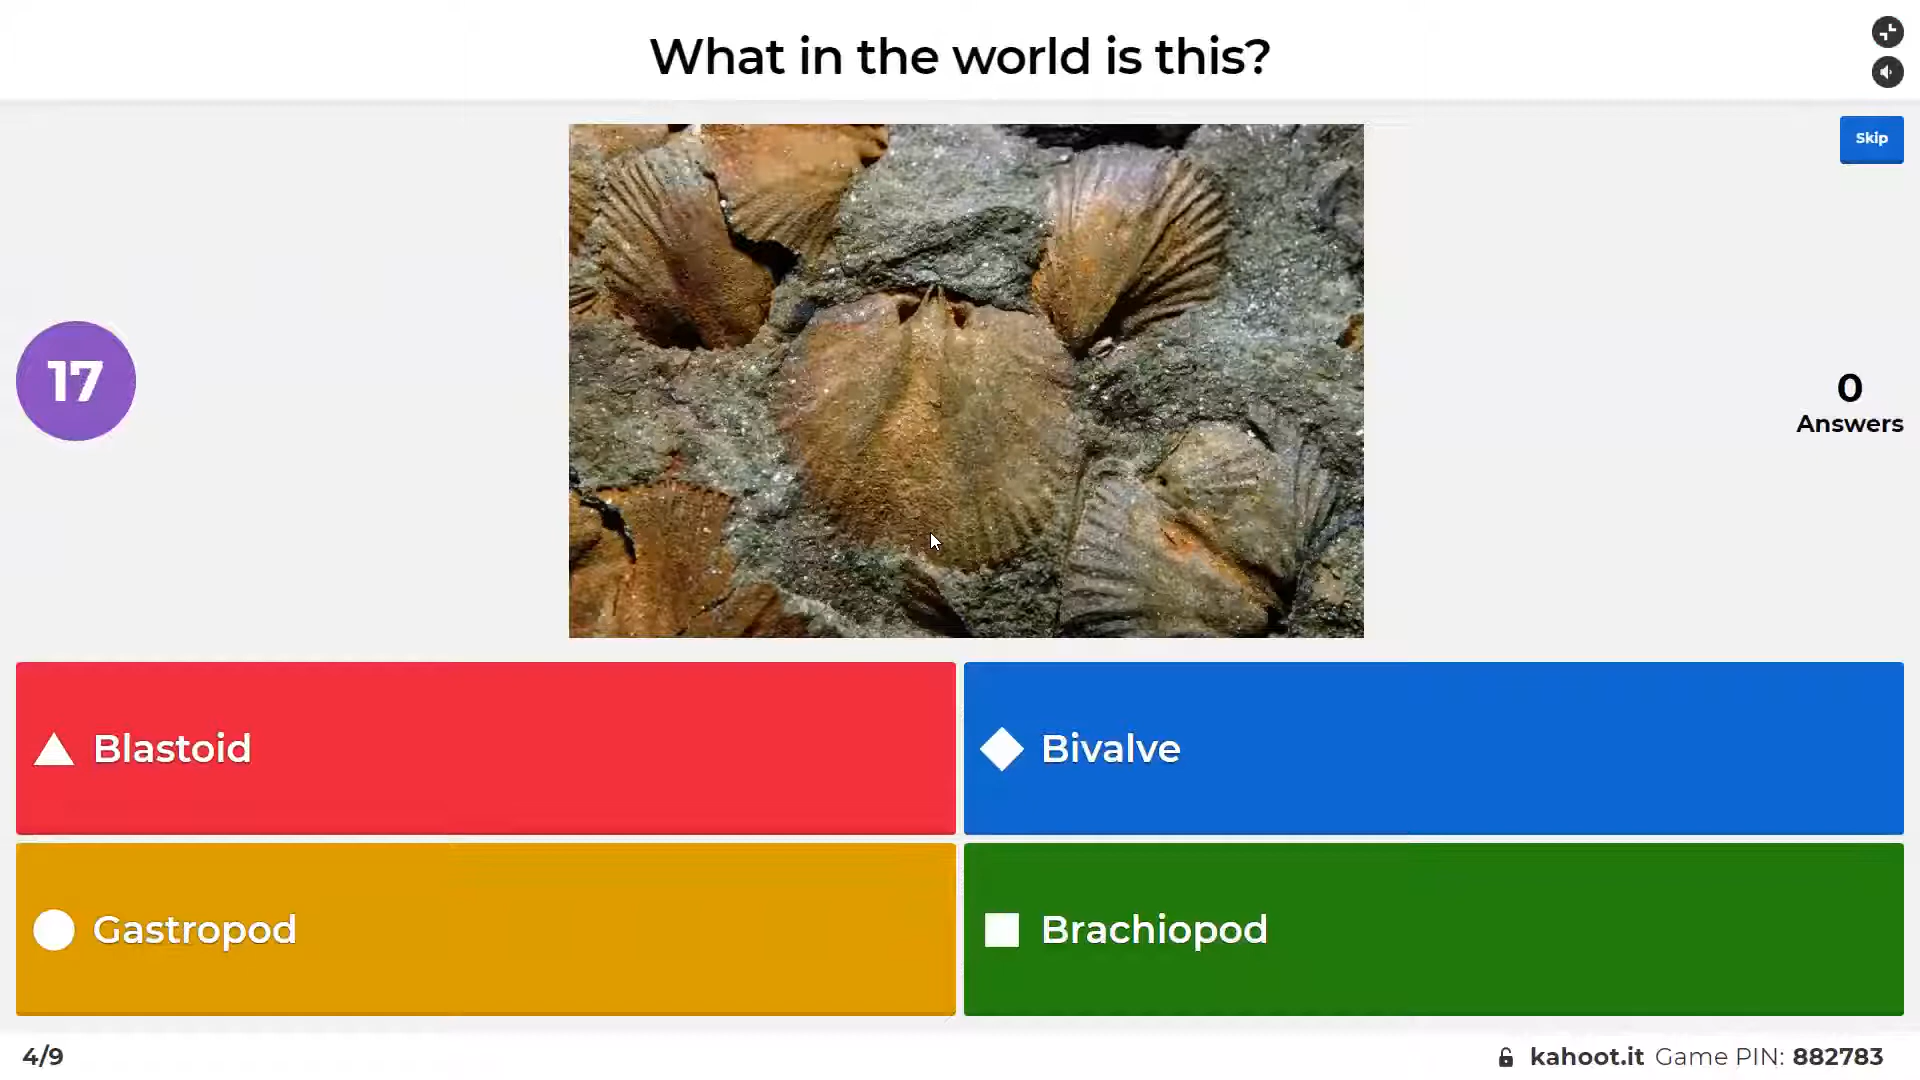 What in the world is this?
Skip
17
0
Answers
Blastoid
Bivalve
Gastropod
Brachiopod
4/9
kahoot.it Game PIN: 882783